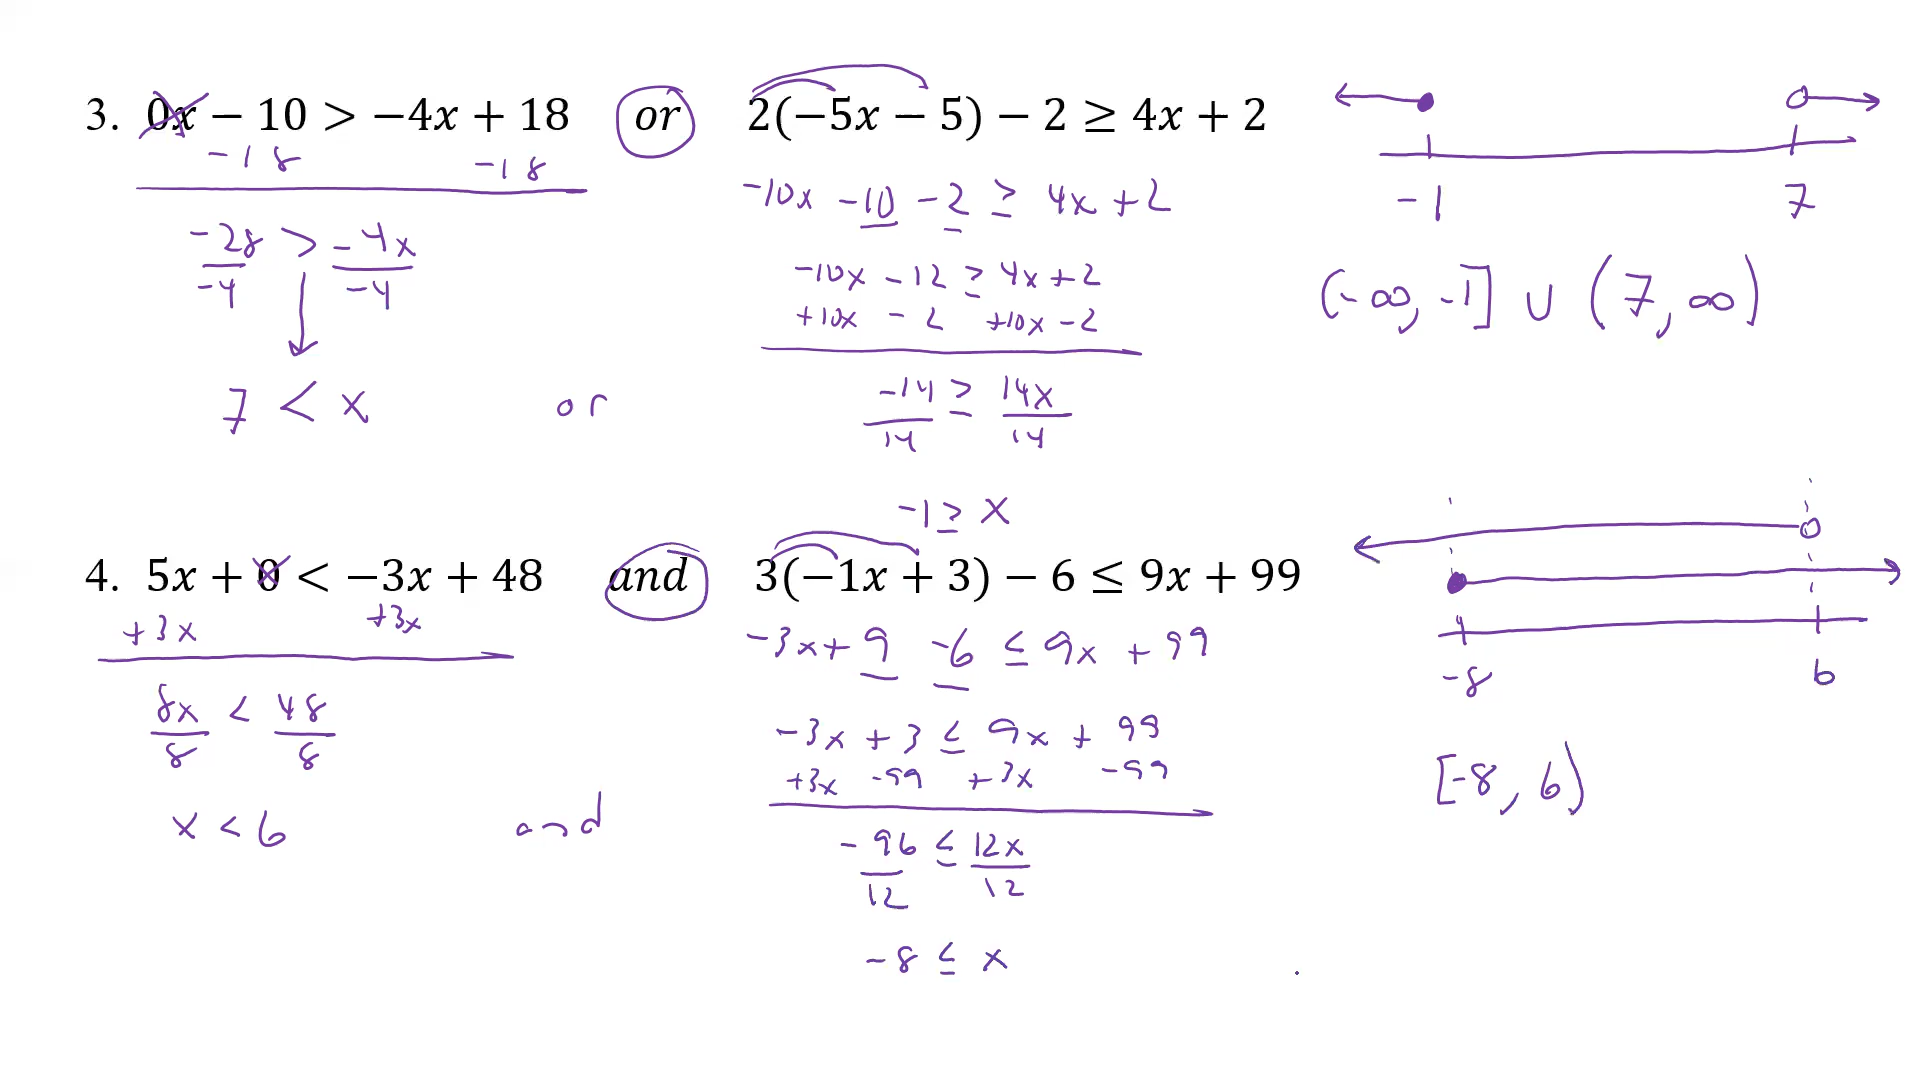 3. 0x − 10 > −4x + 18 or 2(−5x − 5) − 2 ≥ 4x + 2
-18 -18
-28 > -4x
-4 -4
7 < x or
-10x -10 -2 ≥ 4x + 2
-10x - 12 ≥ 4x + 2
+10x - 2 +10x - 2
-14 ≥ 14x
14 14
-1 ≥ x
-1 7
(-∞, -1] ∪ (7, ∞)
4. 5x + 0 < −3x + 48 and 3(−1x + 3) − 6 ≤ 9x + 99
+3x +3x
8x < 48
8 8
x < 6 and
-3x + 9 -6 ≤ 9x + 99
-3x + 3 ≤ 9x + 99
+3x -99 +3x -99
-96 ≤ 12x
12 12
-8 ≤ x
-8 6
[-8, 6)